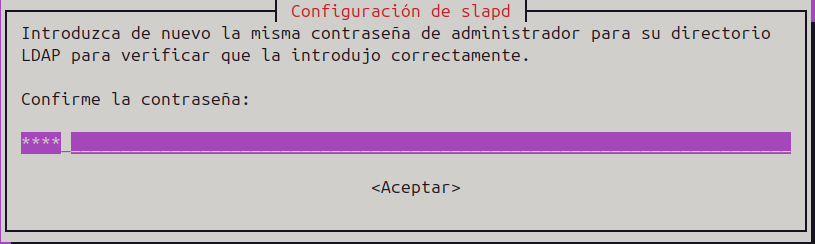 Configuración de slapd
Introduzca de nuevo la misma contraseña de administrador para su directorio
LDAP para verificar que la introdujo correctamente.
Confirme la contraseña:
****
<Aceptar>